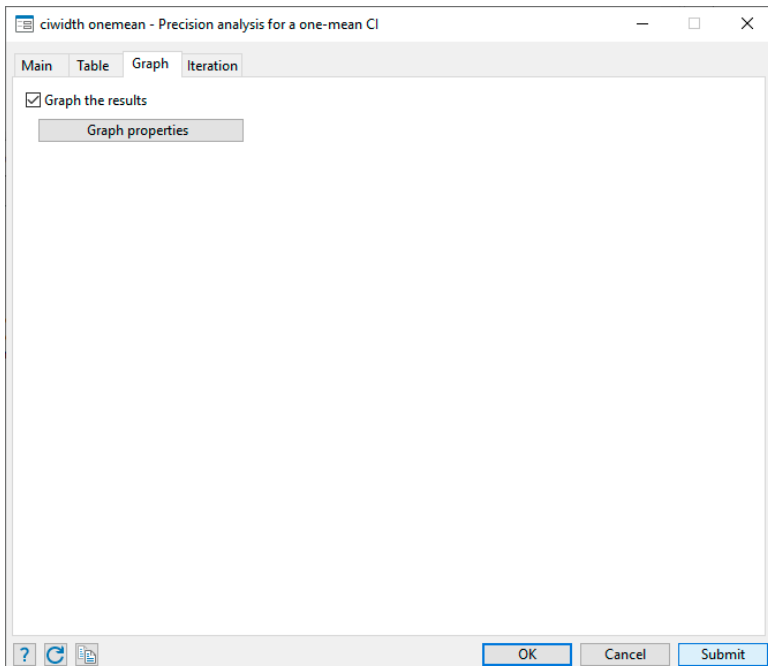 ciwidth onemean - Precision analysis for a one-mean CI
Main Table Graph Iteration
Graph the results
Graph properties
? OK Cancel Submit